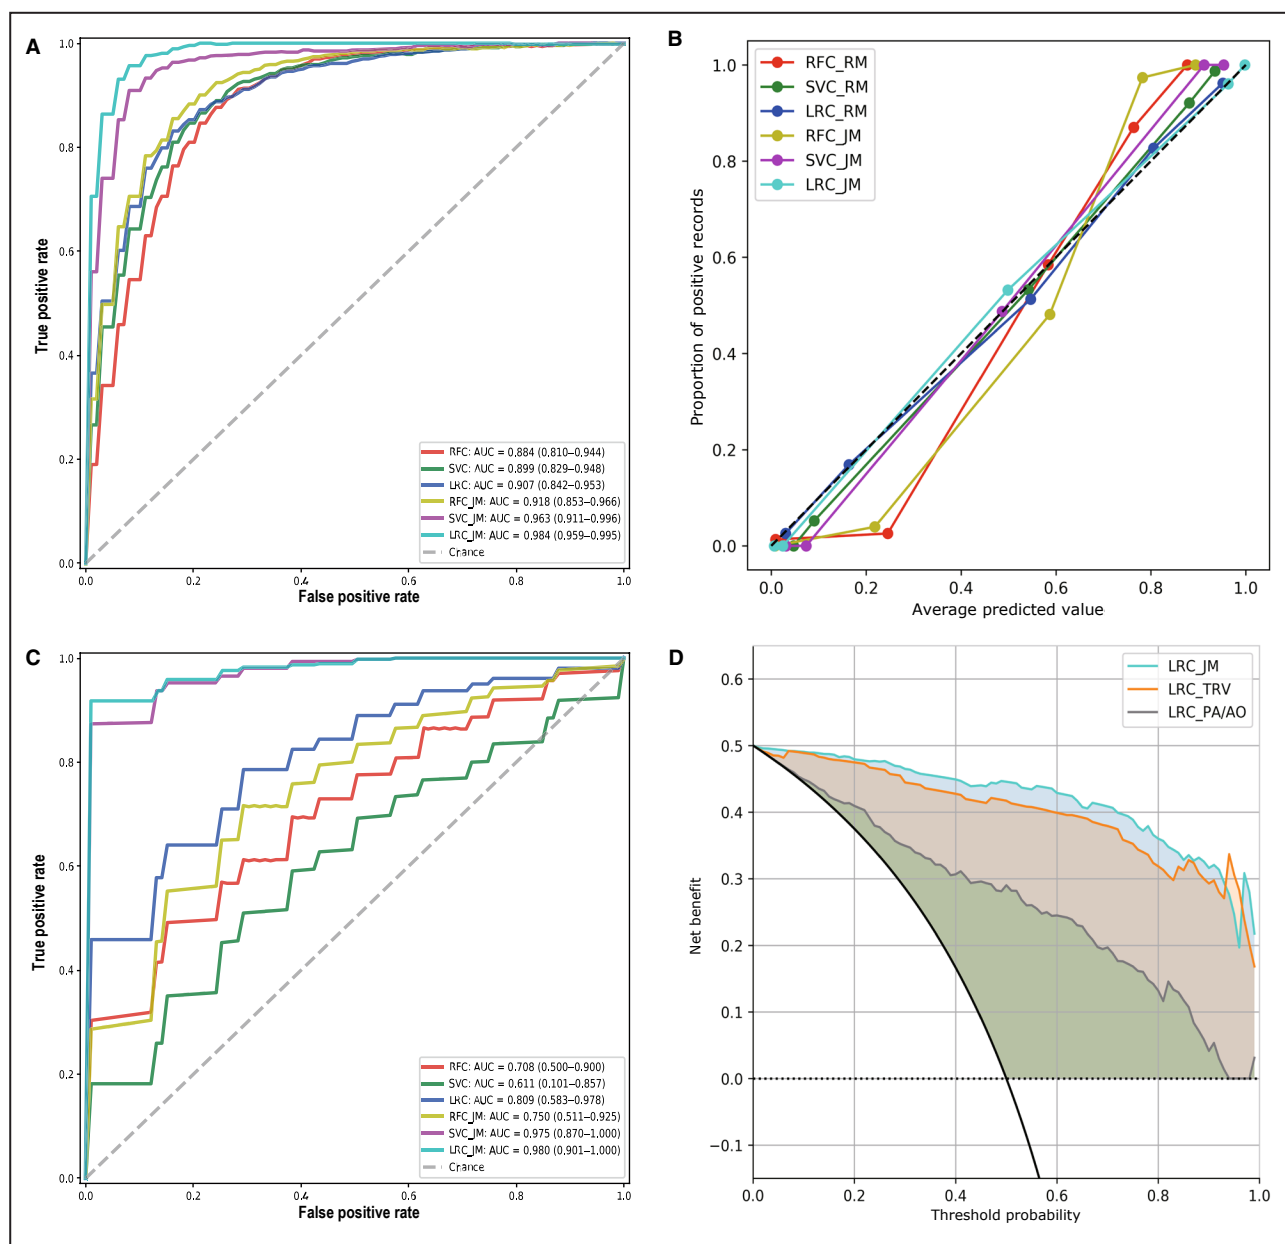 A
1.0
0.8
0.6
0.4
0.2
0.0
True positive rate
0.0
0.2
0.4
0.6
0.8
1.0
False positive rate
RFC: AUC = 0.884 (0.810–0.944)
SVC: AUC = 0.899 (0.829–0.948)
LRC: AUC = 0.907 (0.842–0.953)
RFC_JM: AUC = 0.918 (0.853–0.966)
SVC_JM: AUC = 0.963 (0.911–0.996)
LRC_JM: AUC = 0.984 (0.959–0.995)
Chance
B
1.0
0.8
0.6
0.4
0.2
0.0
Proportion of positive records
0.0
0.2
0.4
0.6
0.8
1.0
Average predicted value
RFC_RM
SVC_RM
LRC_RM
RFC_JM
SVC_JM
LRC_JM
C
1.0
0.8
0.6
0.4
0.2
0.0
True positive rate
0.0
0.2
0.4
0.6
0.8
1.0
False positive rate
RFC: AUC = 0.708 (0.500–0.900)
SVC: AUC = 0.611 (0.101–0.857)
LRC: AUC = 0.809 (0.583–0.978)
RFC_JM: AUC = 0.750 (0.511–0.925)
SVC_JM: AUC = 0.975 (0.870–1.000)
LRC_JM: AUC = 0.980 (0.901–1.000)
Chance
D
0.6
0.5
0.4
0.3
0.2
0.1
0.0
−0.1
Net benefit
0.0
0.2
0.4
0.6
0.8
1.0
Threshold probability
LRC_JM
LRC_TRV
LRC_PA/AO